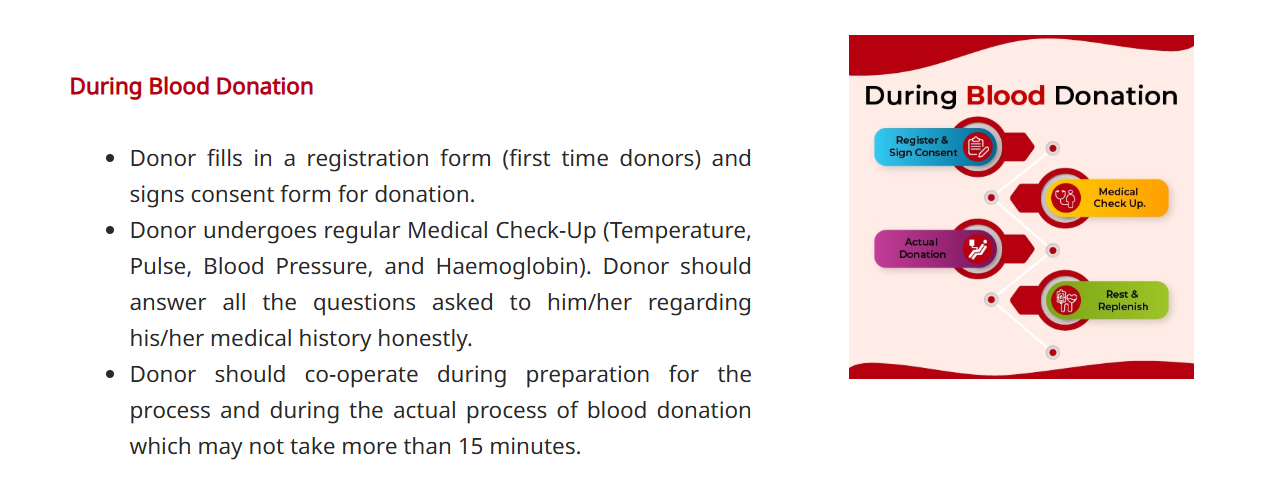 During Blood Donation
• Donor fills in a registration form (first time donors) and
signs consent form for donation.
• Donor undergoes regular Medical Check-Up (Temperature,
Pulse, Blood Pressure, and Haemoglobin). Donor should
answer all the questions asked to him/her regarding
his/her medical history honestly.
• Donor should co-operate during preparation for the
process and during the actual process of blood donation
which may not take more than 15 minutes.
During Blood Donation
Register &
Sign Consent
Medical
Check Up.
Actual
Donation
Rest &
Replenish